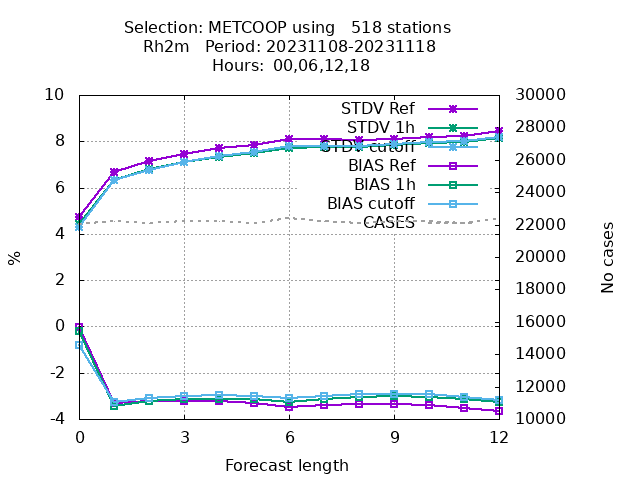 Selection: METCOOP using   518 stations
Rh2m   Period: 20231108-20231118
Hours:  00,06,12,18
10
8
6
4
2
0
-2
-4
%
30000
28000
26000
24000
22000
20000
18000
16000
14000
12000
10000
No cases
STDV Ref
STDV 1h
STDV cutoff
BIAS Ref
BIAS 1h
BIAS cutoff
CASES
0 3 6 9 12
Forecast length